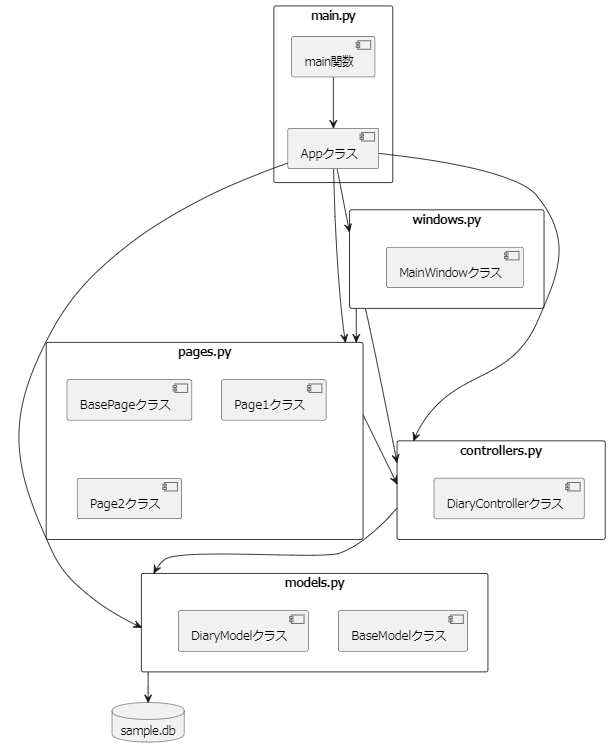 main.py
main関数
Appクラス
windows.py
MainWindowクラス
pages.py
BasePageクラス
Page1クラス
Page2クラス
controllers.py
DiaryControllerクラス
models.py
DiaryModelクラス
BaseModelクラス
sample.db